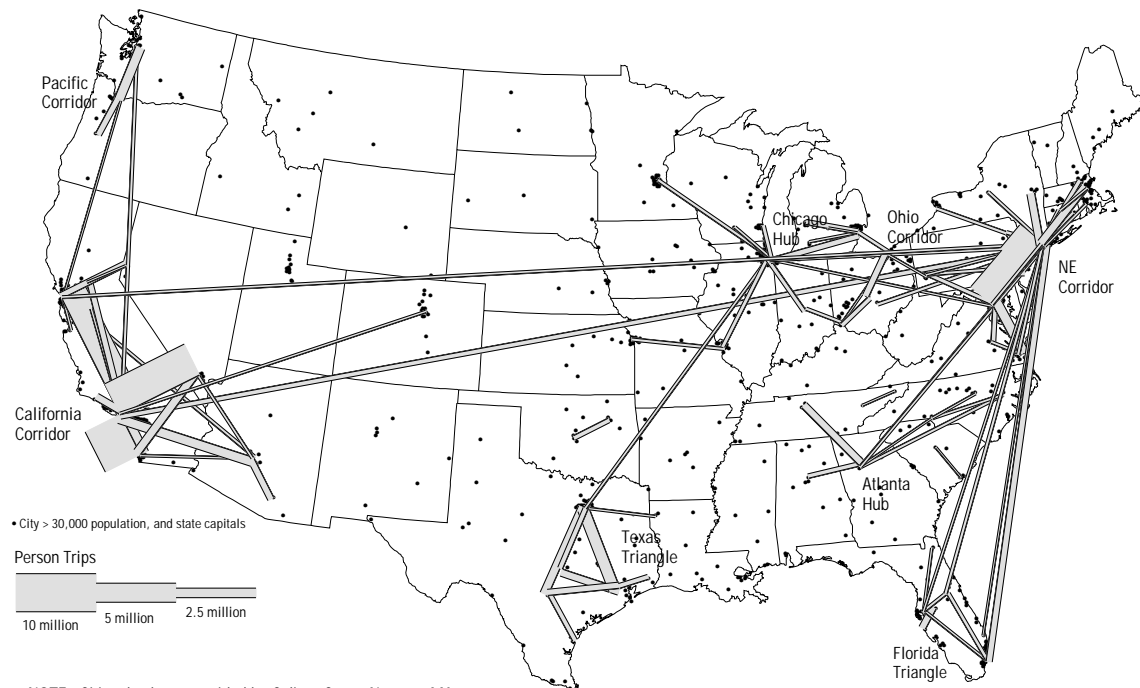 Pacific
Corridor
Chicago
Hub
Ohio
Corridor
NE
Corridor
California
Corridor
Atlanta
Hub
• City > 30,000 population, and state capitals
Texas
Triangle
Person Trips
10 million
5 million
2.5 million
Florida
Triangle